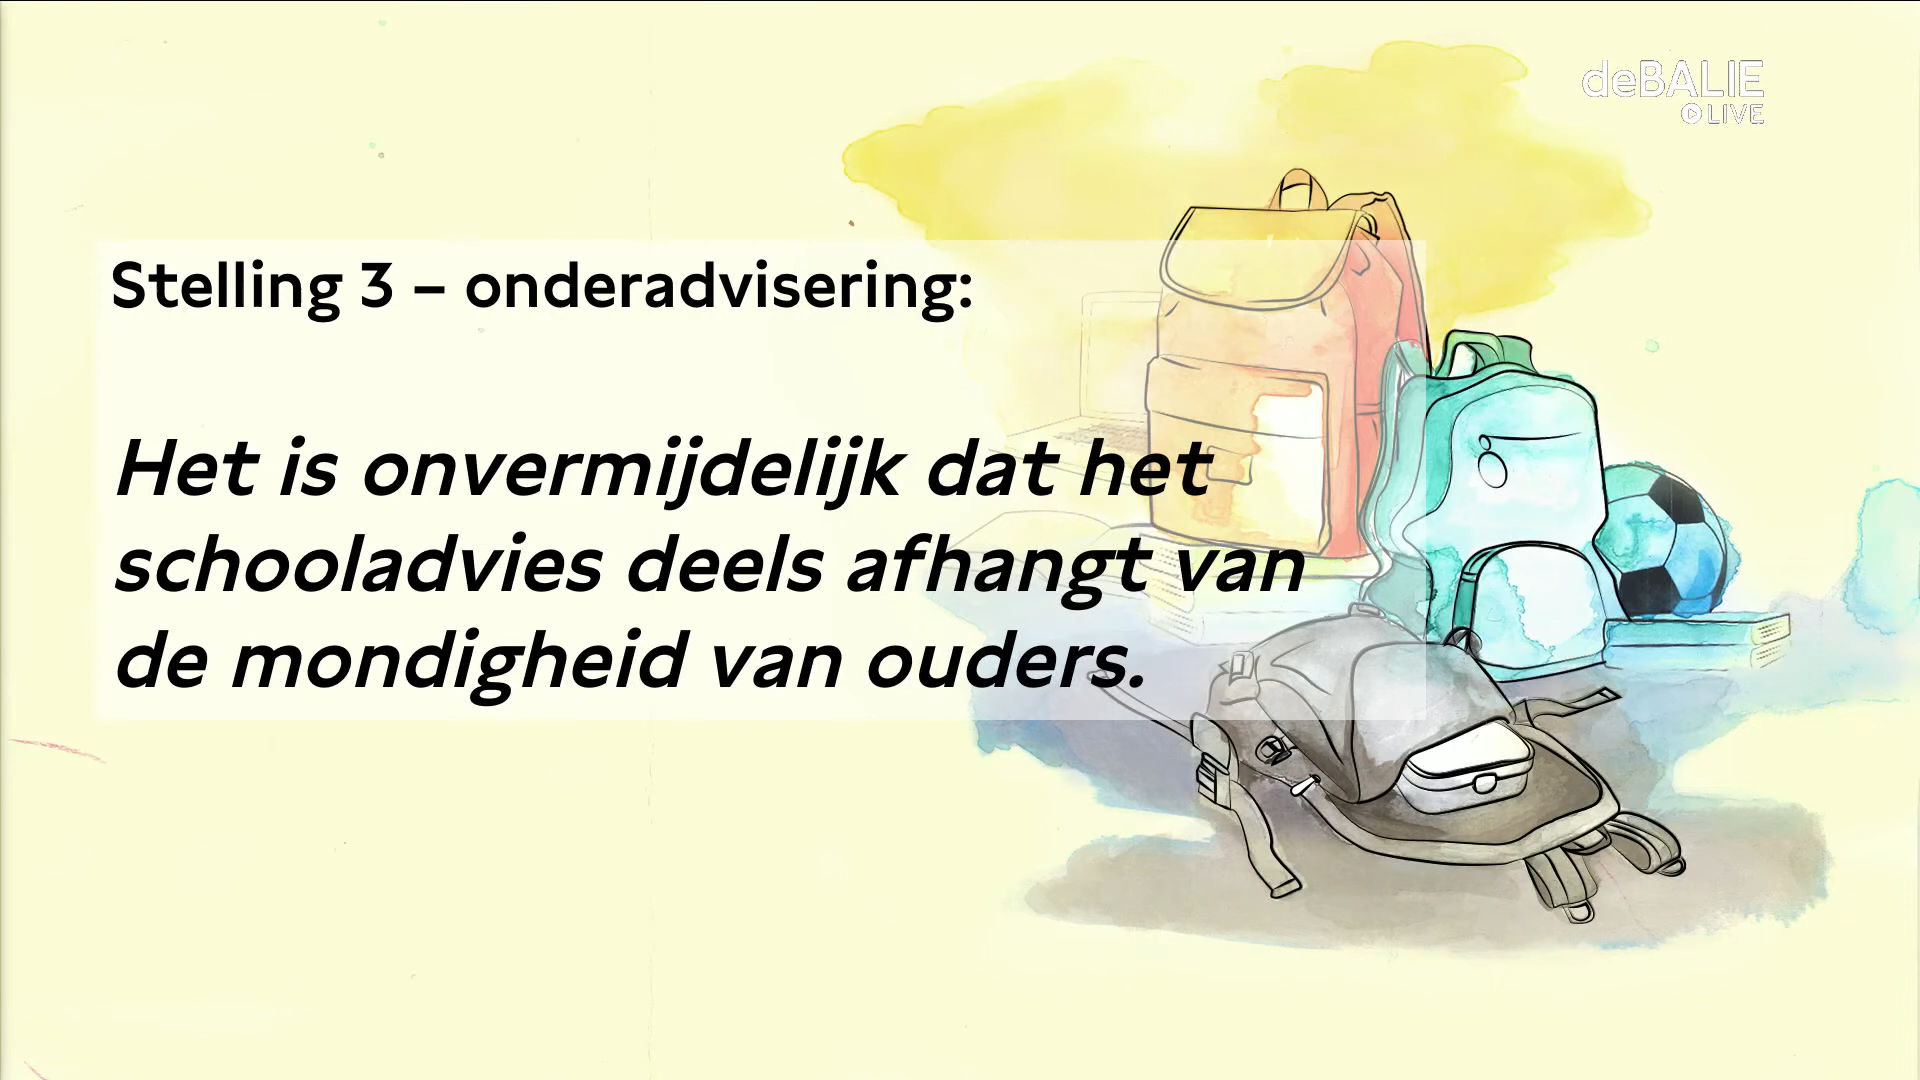 deBALIE
LIVE
Stelling 3 – onderadvisering:
Het is onvermijdelijk dat het
schooladvies deels afhangt van
de mondigheid van ouders.